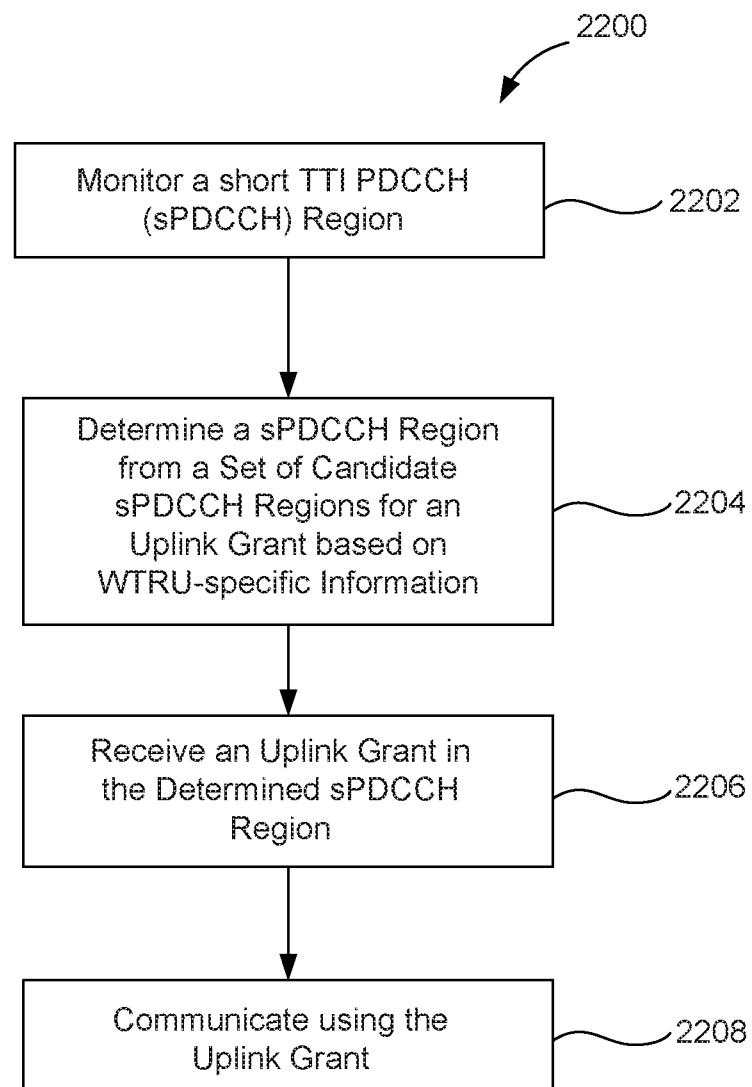 2200
Monitor a short TTI PDCCH
(sPDCCH) Region
2202
Determine a sPDCCH Region
from a Set of Candidate
sPDCCH Regions for an
Uplink Grant based on
WTRU-specific Information
2204
Receive an Uplink Grant in
the Determined sPDCCH
Region
2206
Communicate using the
Uplink Grant
2208